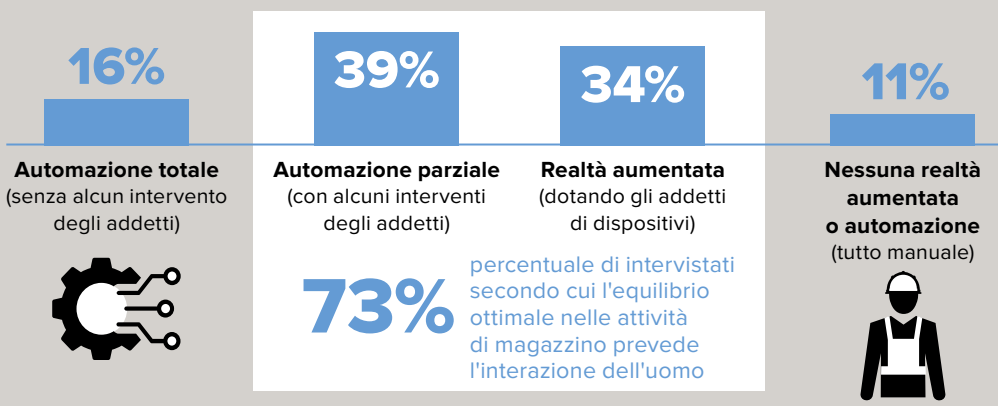 16%
Automazione totale
(senza alcun intervento
degli addetti)
39%
Automazione parziale
(con alcuni interventi
degli addetti)
34%
Realtà aumentata
(dotando gli addetti
di dispositivi)
73%
percentuale di intervistati
secondo cui l'equilibrio
ottimale nelle attività
di magazzino prevede
l'interazione dell'uomo
11%
Nessuna realtà
aumentata
o automazione
(tutto manuale)